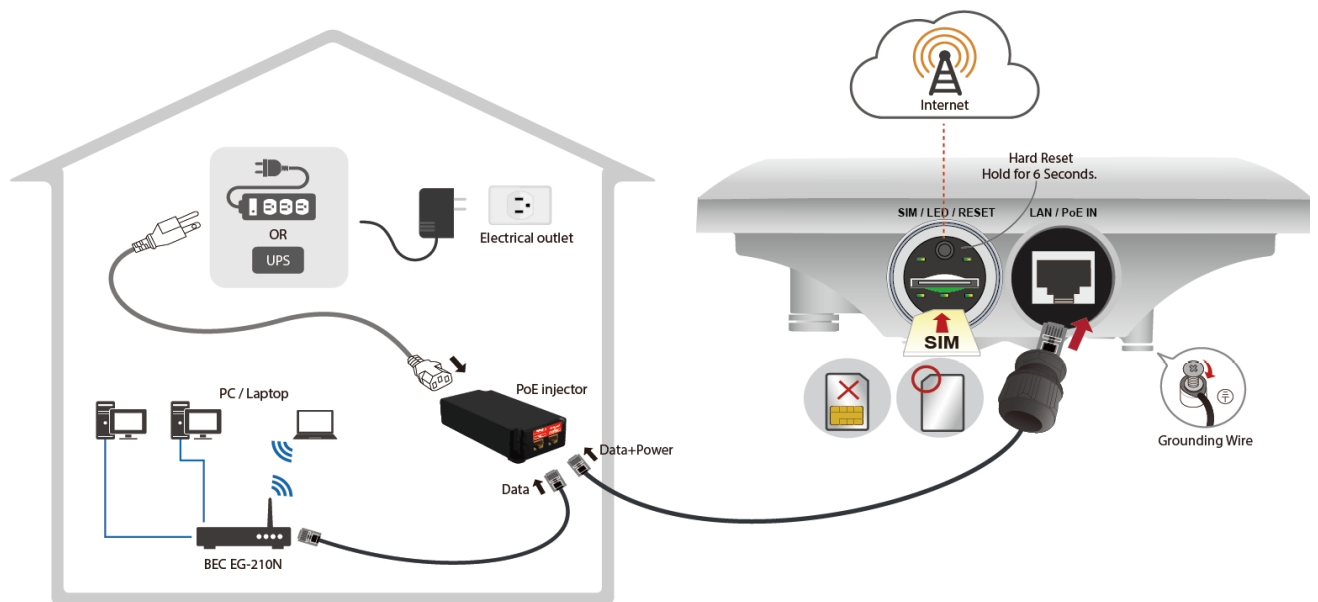 Internet
Hard Reset
Hold for 6 Seconds.
SIM / LED / RESET
LAN / PoE IN
OR
UPS
Electrical outlet
SIM
PC / Laptop
PoE injector
Data+Power
Data
Grounding Wire
BEC EG-210N